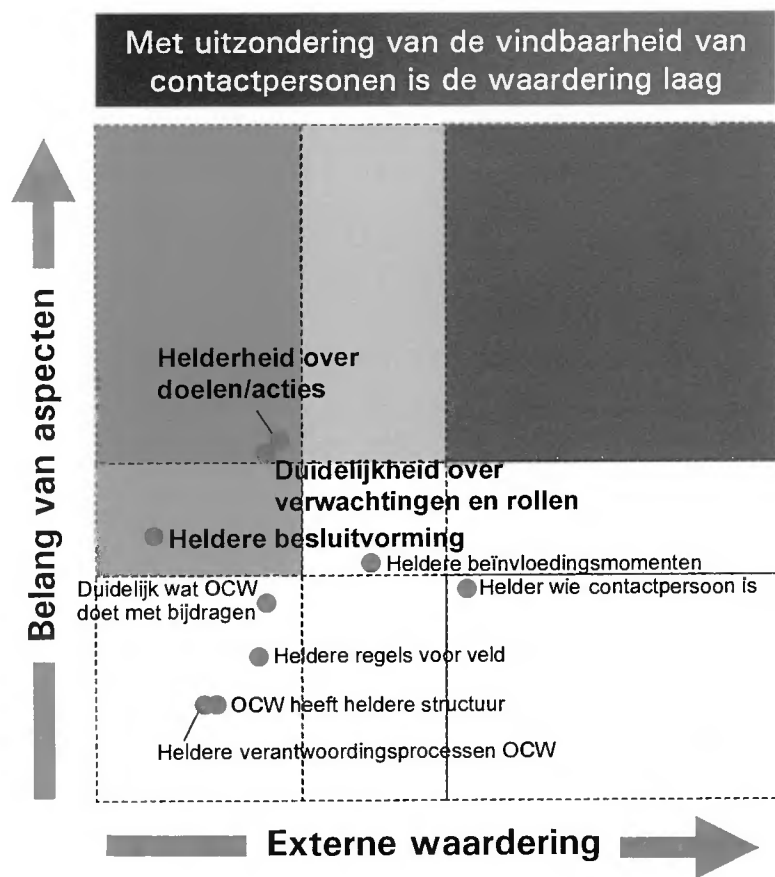 Met uitzondering van de vindbaarheid van
contactpersonen is de waardering laag
Belang van aspecten
Helderheid over
doelen/acties
Duidelijkheid over
verwachtingen en rollen
Heldere besluitvorming
Heldere beïnvloedingsmomenten
Duidelijk wat OCW
doet met bijdragen
Helder wie contactpersoon is
Heldere regels voor veld
OCW heeft heldere structuur
Heldere verantwoordingsprocessen OCW
Externe waardering